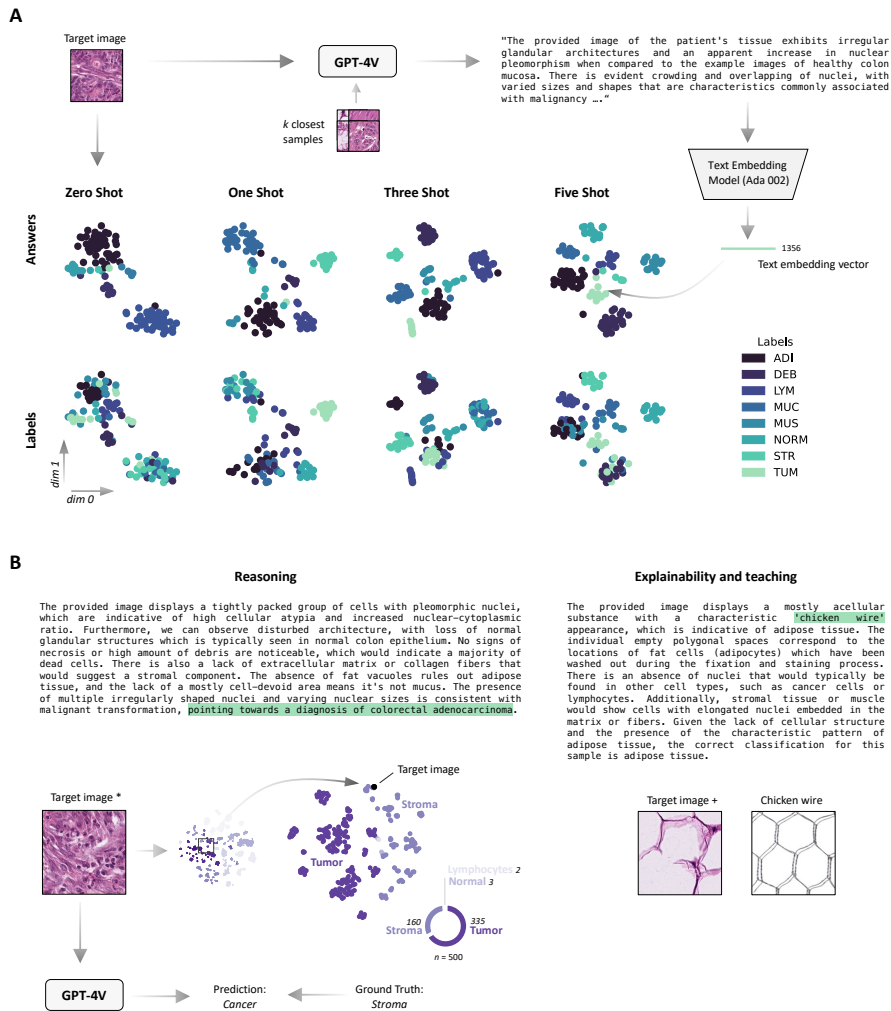 A
Target image
GPT-4V
k closest
samples
"The provided image of the patient's tissue exhibits irregular
glandular architectures and an apparent increase in nuclear
pleomorphism when compared to the example images of healthy colon
mucosa. There is evident crowding and overlapping of nuclei, with
varied sizes and shapes that are characteristics commonly associated
with malignancy …."
Text Embedding
Model (Ada 002)
1356
Text embedding vector
Zero Shot
One Shot
Three Shot
Five Shot
Answers
Labels
dim 1
dim 0
Labels
ADI
DEB
LYM
MUC
MUS
NORM
STR
TUM
B
Reasoning
The provided image displays a tightly packed group of cells with pleomorphic nuclei,
which are indicative of high cellular atypia and increased nuclear-cytoplasmic
ratio. Furthermore, we can observe disturbed architecture, with loss of normal
glandular structures which is typically seen in normal colon epithelium. No signs of
necrosis or high amount of debris are noticeable, which would indicate a majority of
dead cells. There is also a lack of extracellular matrix or collagen fibers that
would suggest a stromal component. The absence of fat vacuoles rules out adipose
tissue, and the lack of a mostly cell-devoid area means it's not mucus. The presence
of multiple irregularly shaped nuclei and varying nuclear sizes is consistent with
malignant transformation, pointing towards a diagnosis of colorectal adenocarcinoma.
Target image *
Target image
Stroma
Tumor
Lymphocytes 2
Normal 3
160
Stroma
335
Tumor
n = 500
GPT-4V
Prediction:
Cancer
Ground Truth:
Stroma
Explainability and teaching
The provided image displays a mostly acellular
substance with a characteristic 'chicken wire'
appearance, which is indicative of adipose tissue. The
individual empty polygonal spaces correspond to the
locations of fat cells (adipocytes) which have been
washed out during the fixation and staining process.
There is an absence of nuclei that would typically be
found in other cell types, such as cancer cells or
lymphocytes. Additionally, stromal tissue or muscle
would show cells with elongated nuclei embedded in the
matrix or fibers. Given the lack of cellular structure
and the presence of the characteristic pattern of
adipose tissue, the correct classification for this
sample is adipose tissue.
Target image +
Chicken wire